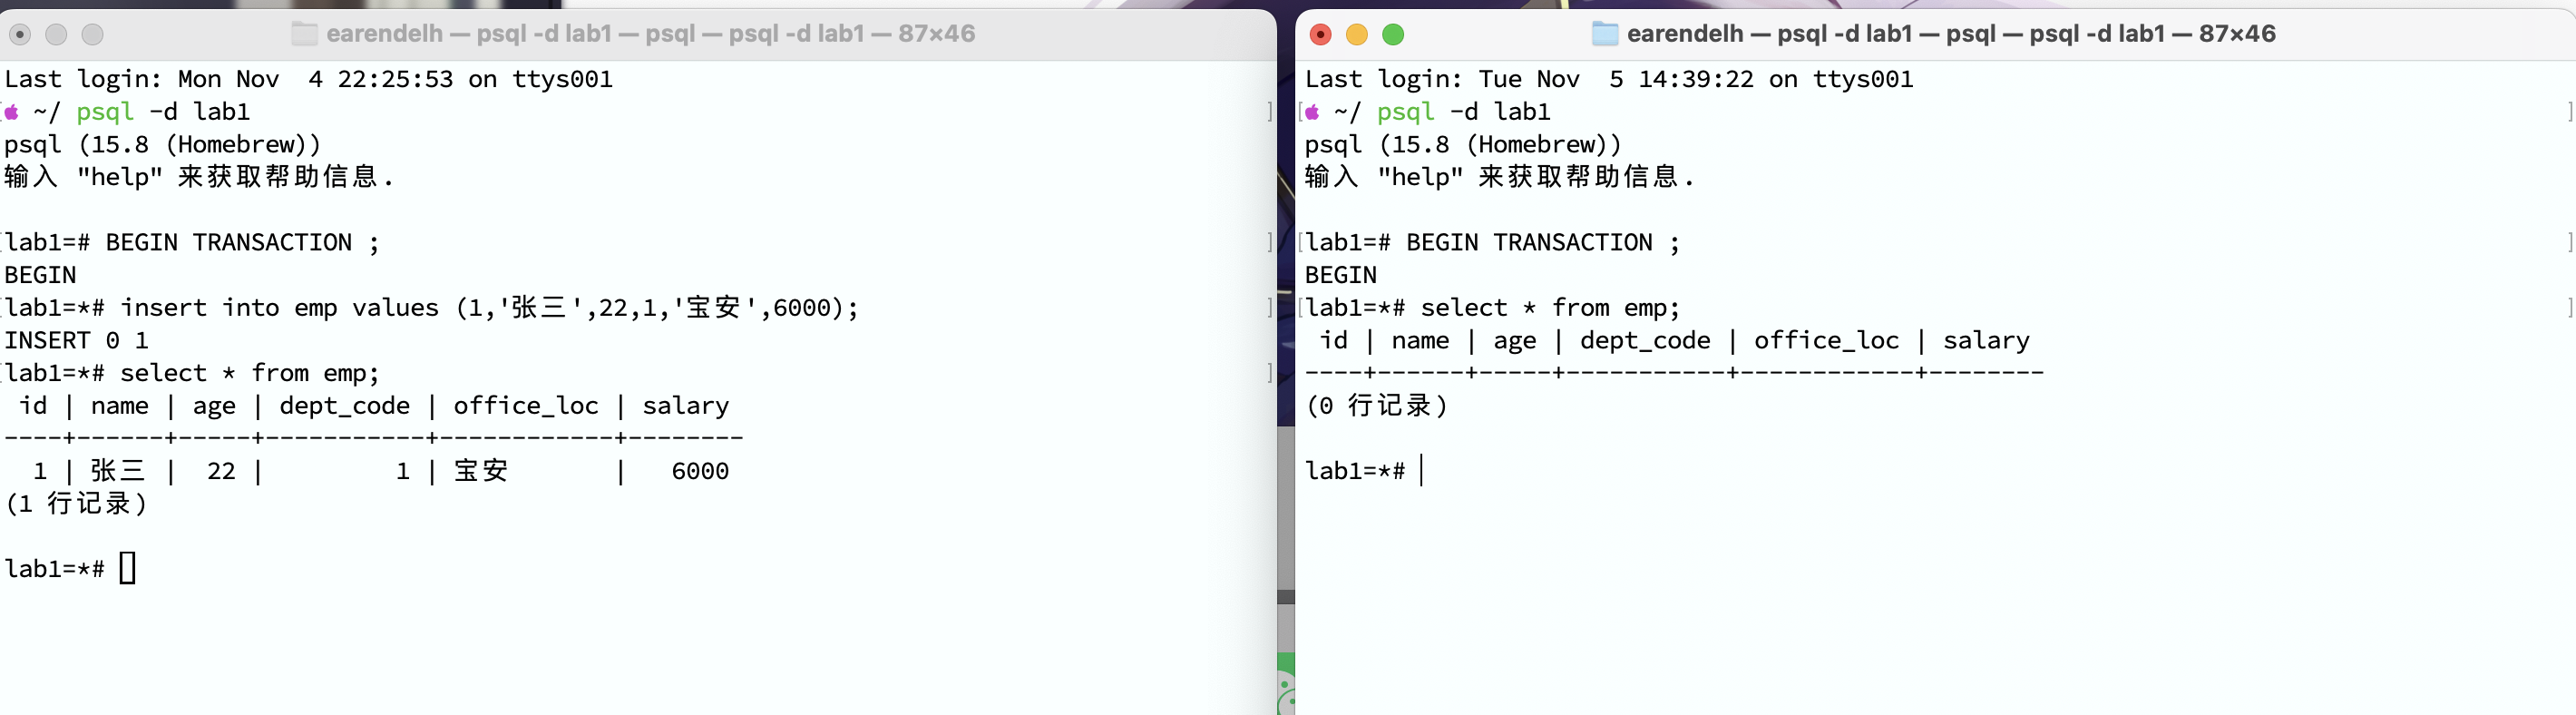 earendelh — psql -d lab1 — psql — psql -d lab1 — 87×46
Last login: Mon Nov  4 22:25:53 on ttys001
~/ psql -d lab1
psql (15.8 (Homebrew))
输入 "help" 来获取帮助信息.
lab1=# BEGIN TRANSACTION ;
BEGIN
lab1=*# insert into emp values (1,'张三',22,1,'宝安',6000);
INSERT 0 1
lab1=*# select * from emp;
 id | name | age | dept_code | office_loc | salary
----+------+-----+-----------+------------+--------
  1 | 张三 |  22 |         1 | 宝安       |   6000
(1 行记录)
lab1=*#
earendelh — psql -d lab1 — psql — psql -d lab1 — 87×46
Last login: Tue Nov  5 14:39:22 on ttys001
~/ psql -d lab1
psql (15.8 (Homebrew))
输入 "help" 来获取帮助信息.
lab1=# BEGIN TRANSACTION ;
BEGIN
lab1=*# select * from emp;
 id | name | age | dept_code | office_loc | salary
----+------+-----+-----------+------------+--------
(0 行记录)
lab1=*#